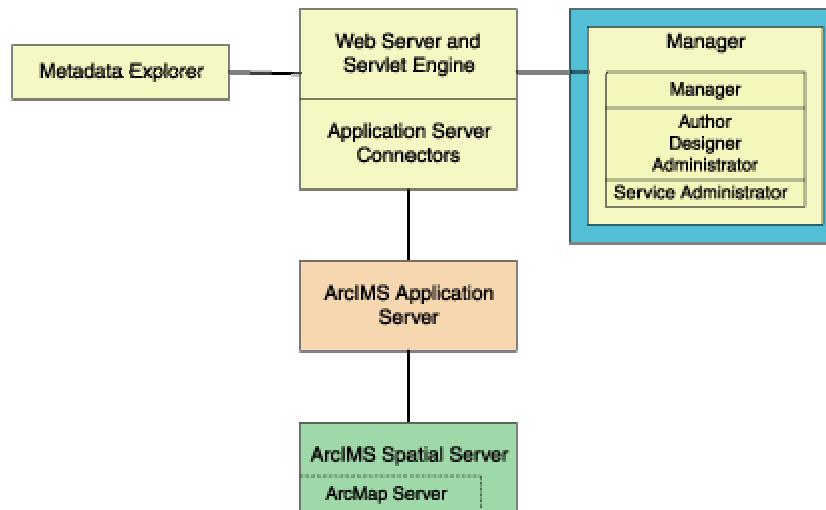 Metadata Explorer
Web Server and
Servlet Engine
Application Server
Connectors
Manager
Manager
Author
Designer
Administrator
Service Administrator
ArcIMS Application
Server
ArcIMS Spatial Server
ArcMap Server